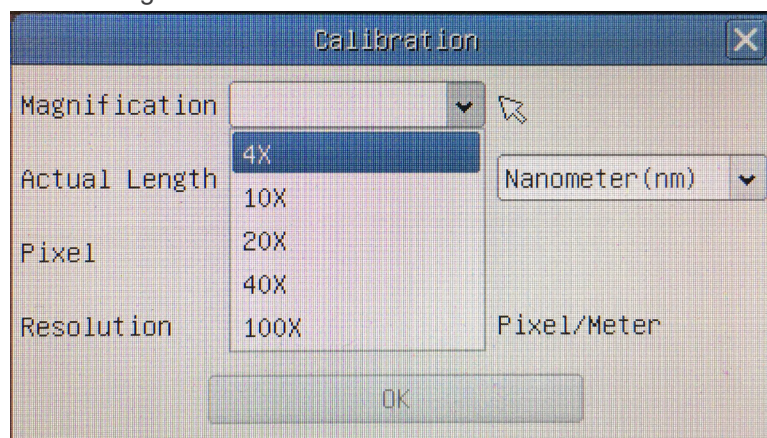 Calibration
Magnification
4X
Actual Length
Nanometer(nm)
10X
Pixel
20X
40X
Resolution
100X
Pixel/Meter
OK